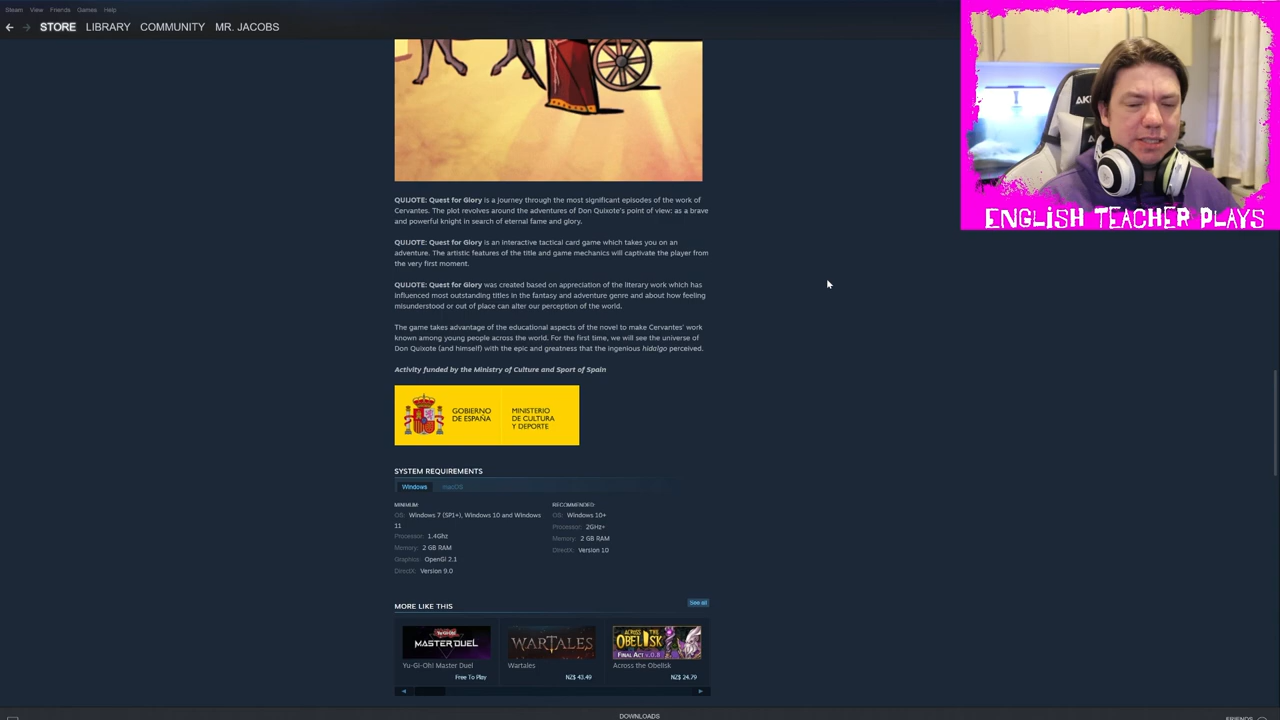 Steam View Friends Games Help
STORE LIBRARY COMMUNITY MR. JACOBS
ENGLISH TEACHER PLAYS
QUIJOTE: Quest for Glory is a journey through the most significant episodes of the work of
Cervantes. The plot revolves around the adventures of Don Quixote's point of view: as a brave
and powerful knight in search of eternal fame and glory.
QUIJOTE: Quest for Glory is an interactive tactical card game which takes you on an
adventure. The artistic features of the title and game mechanics will captivate the player from
the very first moment.
QUIJOTE: Quest for Glory was created based on appreciation of the literary work which has
influenced most outstanding titles in the fantasy and adventure genre and about how feeling
misunderstood or out of place can alter our perception of the world.
The game takes advantage of the educational aspects of the novel to make Cervantes' work
known among young people across the world. For the first time, we will see the universe of
Don Quixote (and himself) with the epic and greatness that the ingenious hidalgo perceived.
Activity funded by the Ministry of Culture and Sport of Spain
GOBIERNO
DE ESPAÑA
MINISTERIO
DE CULTURA
Y DEPORTE
SYSTEM REQUIREMENTS
Windows macOS
MINIMUM:
OS: Windows 7 (SP1+), Windows 10 and Windows
11
Processor: 1.4Ghz
Memory: 2 GB RAM
Graphics: OpenGl 2.1
DirectX: Version 9.0
RECOMMENDED:
OS: Windows 10+
Processor: 2GHz+
Memory: 2 GB RAM
DirectX: Version 10
MORE LIKE THIS See all
Yu-Gi-Oh!
MASTER DUEL
WARTALES
ACROSS THE
OBELISK
FINAL ACT v.0.8
Yu-Gi-Oh! Master Duel Wartales Across the Obelisk
Free To Play NZ$ 43.49 NZ$ 24.79
DOWNLOADS